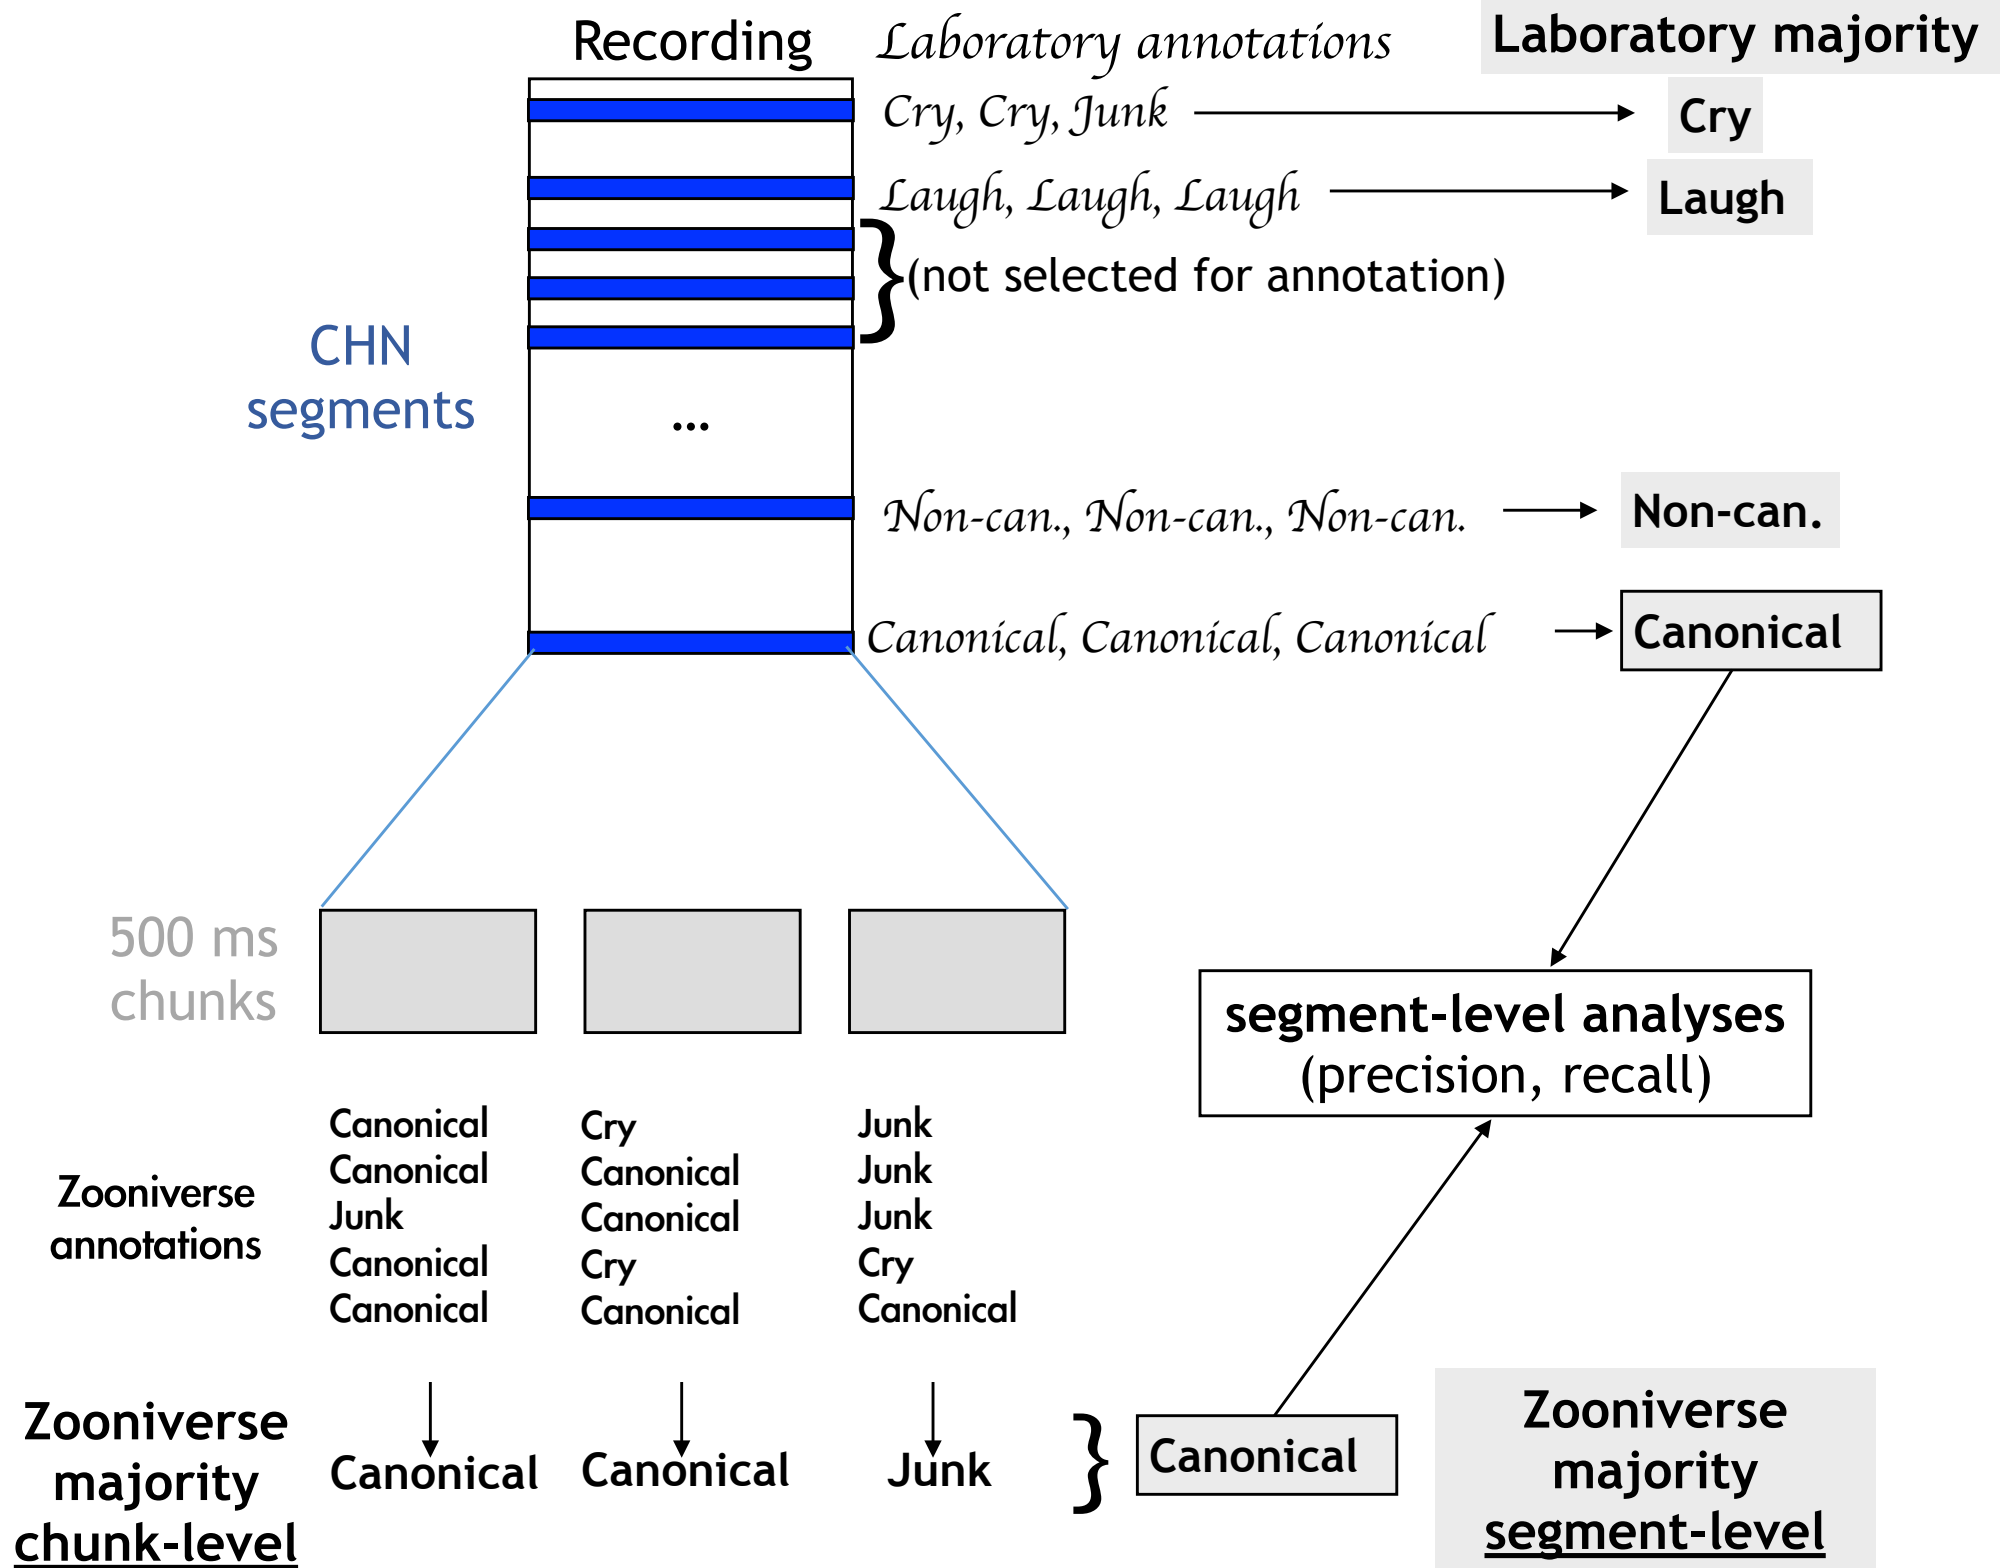 Recording
Laboratory annotations
Laboratory majority
Cry, Cry, Junk
Cry
Laugh, Laugh, Laugh
Laugh
(not selected for annotation)
CHN
segments
...
Non-can., Non-can., Non-can.
Non-can.
Canonical, Canonical, Canonical
Canonical
500 ms
chunks
segment-level analyses
(precision, recall)
Zooniverse
annotations
Canonical
Canonical
Junk
Canonical
Canonical
Cry
Canonical
Canonical
Cry
Canonical
Junk
Junk
Junk
Cry
Canonical
Zooniverse
majority
chunk-level
Canonical
Canonical
Junk
Canonical
Zooniverse
majority
segment-level